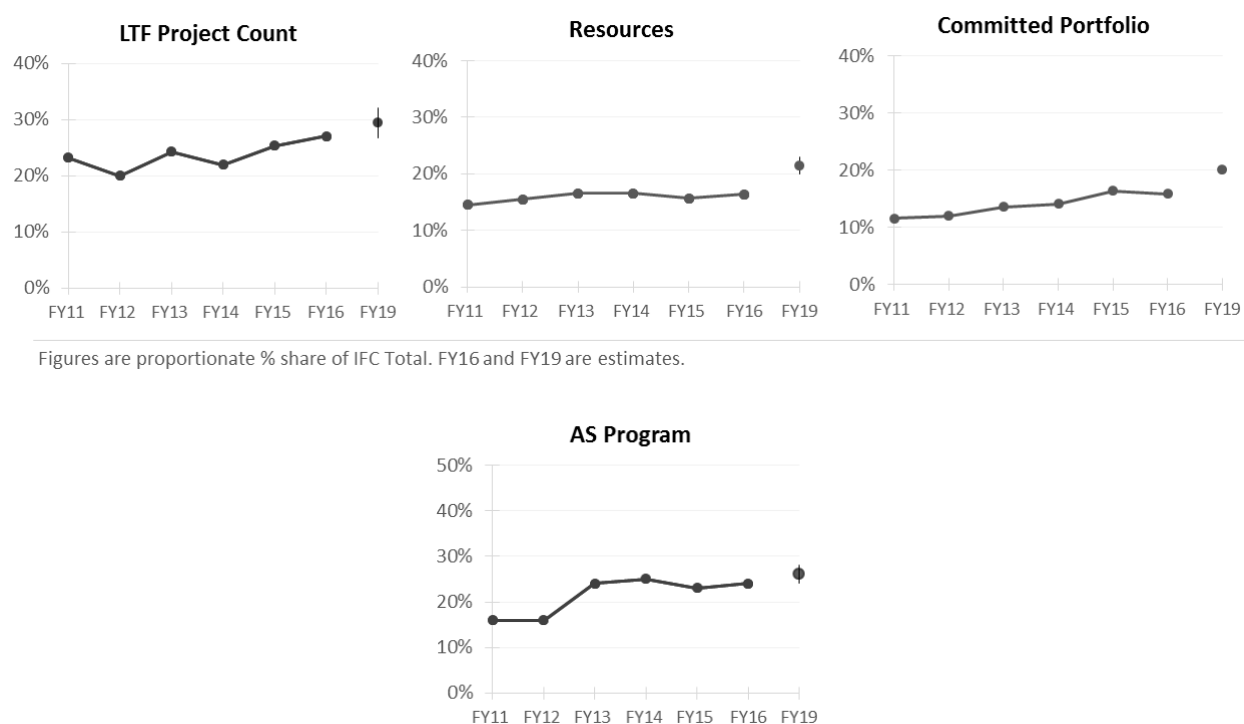 LTF Project Count
40%
30%
20%
10%
0%
FY11 FY12 FY13 FY14 FY15 FY16 FY19
Resources
40%
30%
20%
10%
0%
FY11 FY12 FY13 FY14 FY15 FY16 FY19
Committed Portfolio
40%
30%
20%
10%
0%
FY11 FY12 FY13 FY14 FY15 FY16 FY19
Figures are proportionate % share of IFC Total. FY16 and FY19 are estimates.
AS Program
50%
40%
30%
20%
10%
0%
FY11 FY12 FY13 FY14 FY15 FY16 FY19